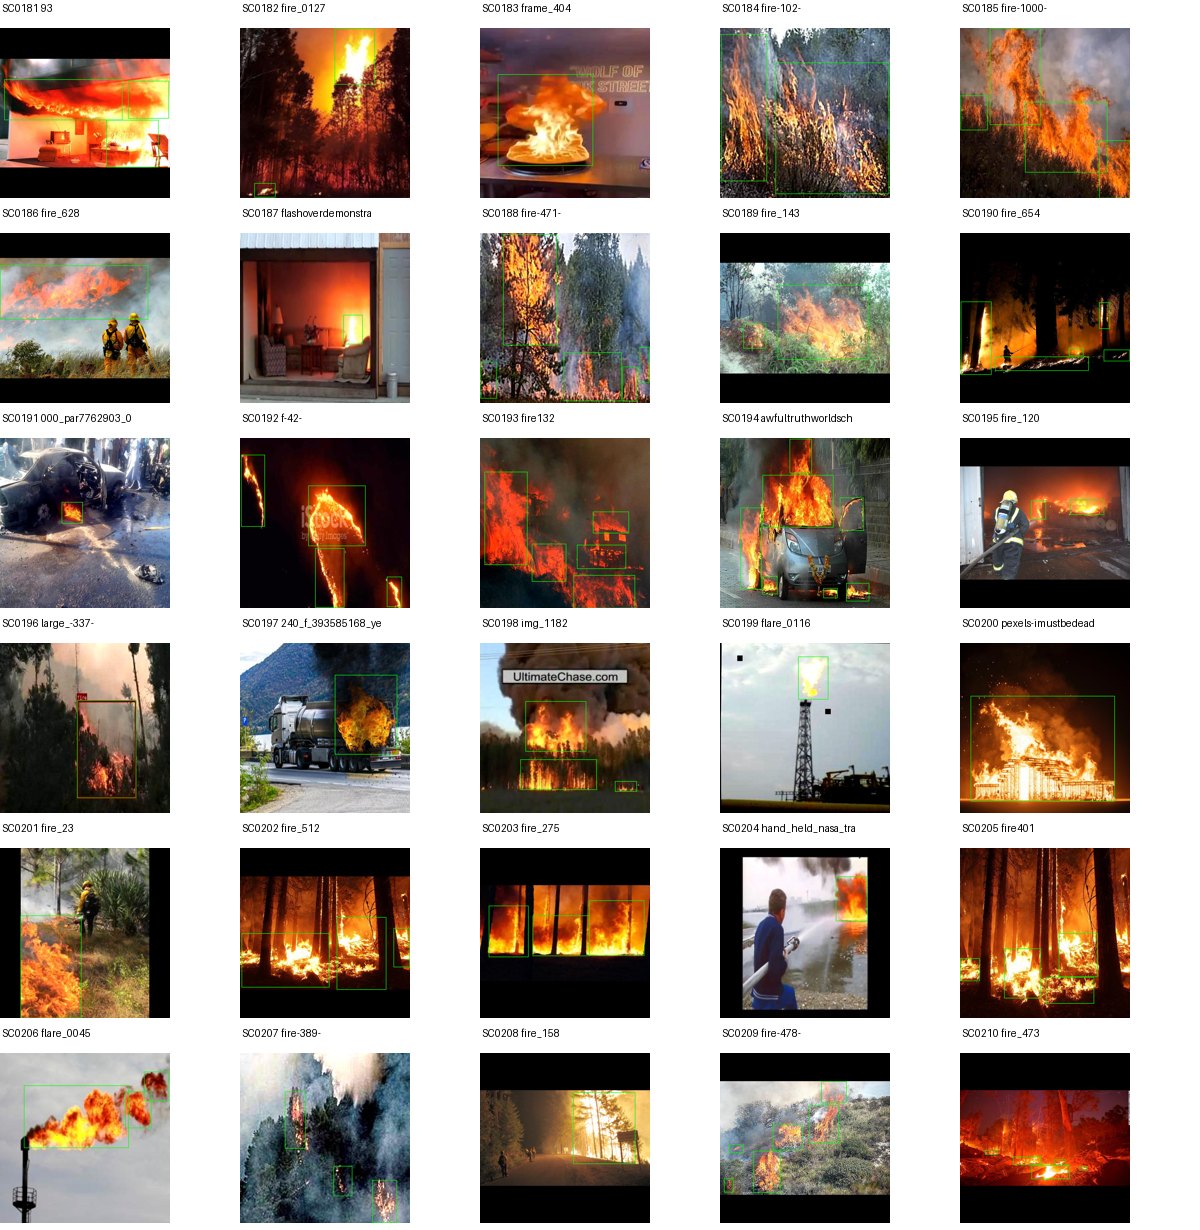 SC0181 93
SC0182 fire_0127
SC0183 frame_404
SC0184 fire-102-
SC0185 fire-1000-
WOLF OF
STREET
SC0186 fire_628
SC0187 flashoverdemonstra
SC0188 fire-471-
SC0189 fire_143
SC0190 fire_654
SC0191 000_par7762903_0
SC0192 f-42-
SC0193 fire132
SC0194 awfultruthworldsch
SC0195 fire_120
iStock
SC0196 large_-337-
SC0197 240_f_393585168_ye
SC0198 img_1182
SC0199 flare_0116
SC0200 pexels-imustbedead
UltimateChase.com
SC0201 fire_23
SC0202 fire_512
SC0203 fire_275
SC0204 hand_held_nasa_tra
SC0205 fire401
SC0206 flare_0045
SC0207 fire-389-
SC0208 fire_158
SC0209 fire-478-
SC0210 fire_473